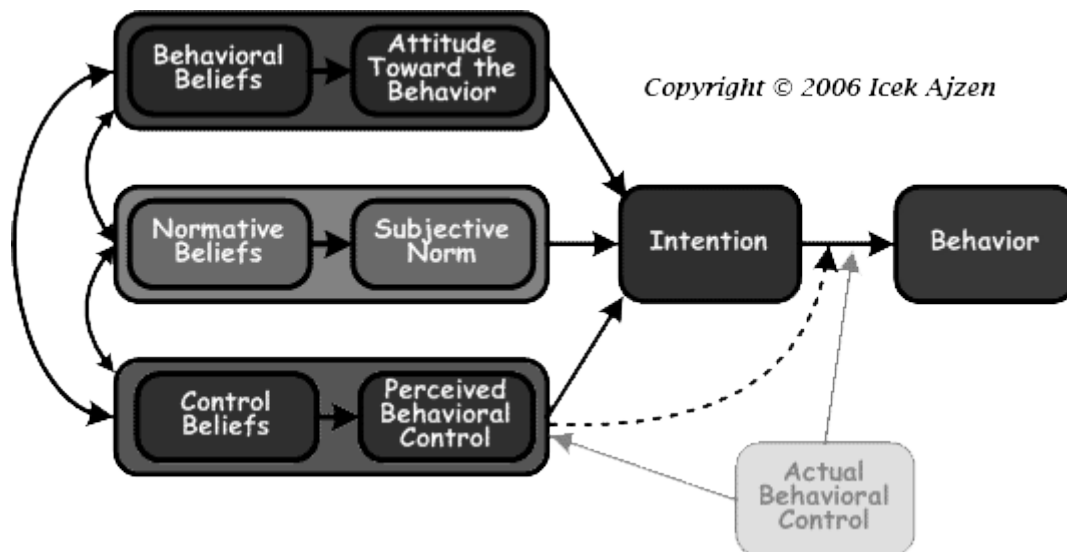 Behavioral
Beliefs
Attitude
Toward the
Behavior
Copyright © 2006 Icek Ajzen
Normative
Beliefs
Subjective
Norm
Intention
Behavior
Control
Beliefs
Perceived
Behavioral
Control
Actual
Behavioral
Control